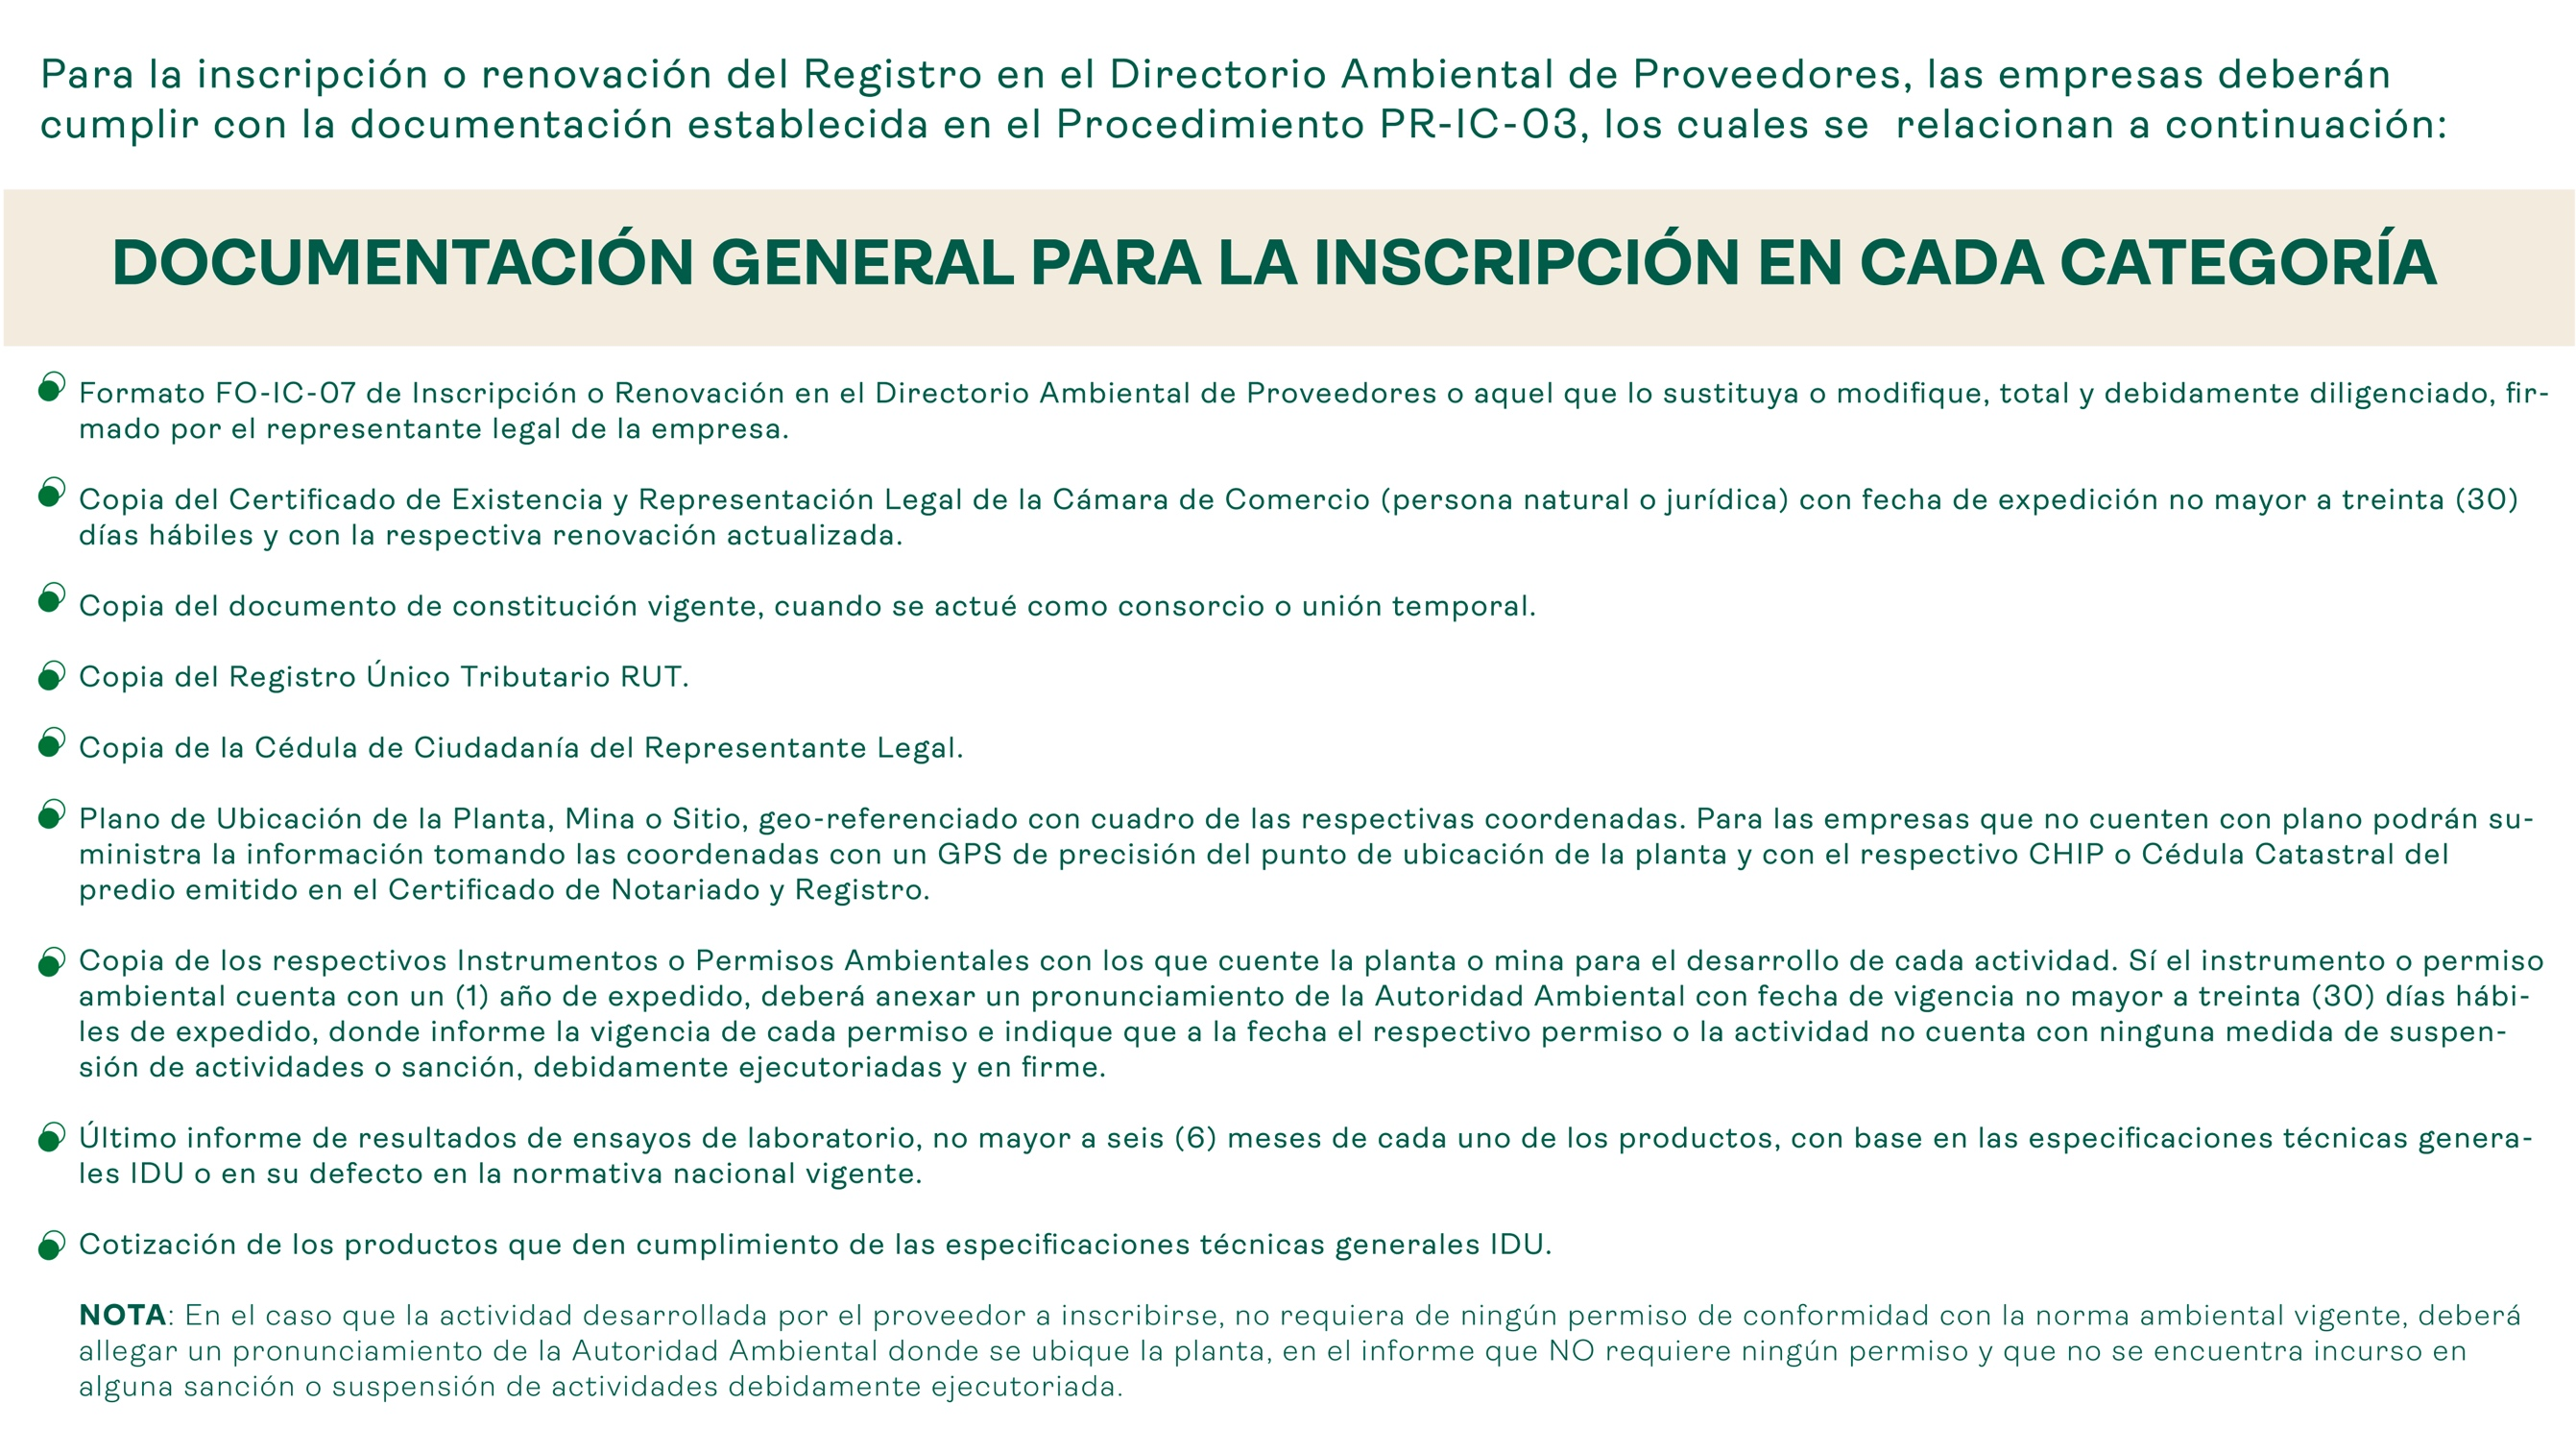 Para la inscripción o renovación del Registro en el Directorio Ambiental de Proveedores, las empresas deberán
cumplir con la documentación establecida en el Procedimiento PR-IC-03, los cuales se relacionan a continuación:
DOCUMENTACIÓN GENERAL PARA LA INSCRIPCIÓN EN CADA CATEGORÍA
Formato FO-IC-07 de Inscripción o Renovación en el Directorio Ambiental de Proveedores o aquel que lo sustituya o modifique, total y debidamente diligenciado, fir-
mado por el representante legal de la empresa.
Copia del Certificado de Existencia y Representación Legal de la Cámara de Comercio (persona natural o jurídica) con fecha de expedición no mayor a treinta (30)
días hábiles y con la respectiva renovación actualizada.
Copia del documento de constitución vigente, cuando se actué como consorcio o unión temporal.
Copia del Registro Único Tributario RUT.
Copia de la Cédula de Ciudadanía del Representante Legal.
Plano de Ubicación de la Planta, Mina o Sitio, geo-referenciado con cuadro de las respectivas coordenadas. Para las empresas que no cuenten con plano podrán su-
ministra la información tomando las coordenadas con un GPS de precisión del punto de ubicación de la planta y con el respectivo CHIP o Cédula Catastral del
predio emitido en el Certificado de Notariado y Registro.
Copia de los respectivos Instrumentos o Permisos Ambientales con los que cuente la planta o mina para el desarrollo de cada actividad. Sí el instrumento o permiso
ambiental cuenta con un (1) año de expedido, deberá anexar un pronunciamiento de la Autoridad Ambiental con fecha de vigencia no mayor a treinta (30) días hábi-
les de expedido, donde informe la vigencia de cada permiso e indique que a la fecha el respectivo permiso o la actividad no cuenta con ninguna medida de suspen-
sión de actividades o sanción, debidamente ejecutoriadas y en firme.
Último informe de resultados de ensayos de laboratorio, no mayor a seis (6) meses de cada uno de los productos, con base en las especificaciones técnicas genera-
les IDU o en su defecto en la normativa nacional vigente.
Cotización de los productos que den cumplimiento de las especificaciones técnicas generales IDU.
NOTA: En el caso que la actividad desarrollada por el proveedor a inscribirse, no requiera de ningún permiso de conformidad con la norma ambiental vigente, deberá
allegar un pronunciamiento de la Autoridad Ambiental donde se ubique la planta, en el informe que NO requiere ningún permiso y que no se encuentra incurso en
alguna sanción o suspensión de actividades debidamente ejecutoriada.